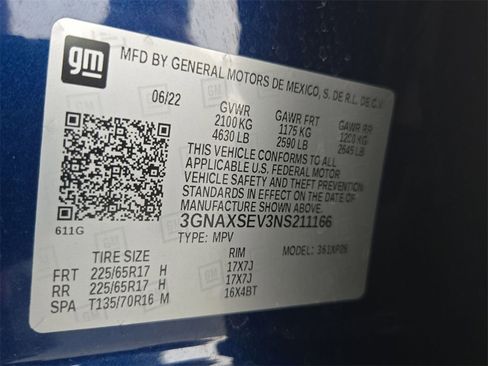 gm
MFD BY GENERAL MOTORS DE MEXICO, S. DE R.L. DE C.V.
06/22 GVWR GAWR FRT GAWR RR
2100 KG 1175 KG 1200 KG
4630 LB 2590 LB 2645 LB
THIS VEHICLE CONFORMS TO ALL
APPLICABLE U.S. FEDERAL MOTOR
VEHICLE SAFETY AND THEFT PREVENTION
STANDARDS IN EFFECT ON THE DATE OF
MANUFACTURE SHOWN ABOVE.
611G 3GNAXSEV3NS211166
TYPE: MPV MODEL:
TIRE SIZE RIM
FRT 225/65R17 H 17X7J
RR 225/65R17 H 17X7J
SPA T135/70R16 M 16X4BT